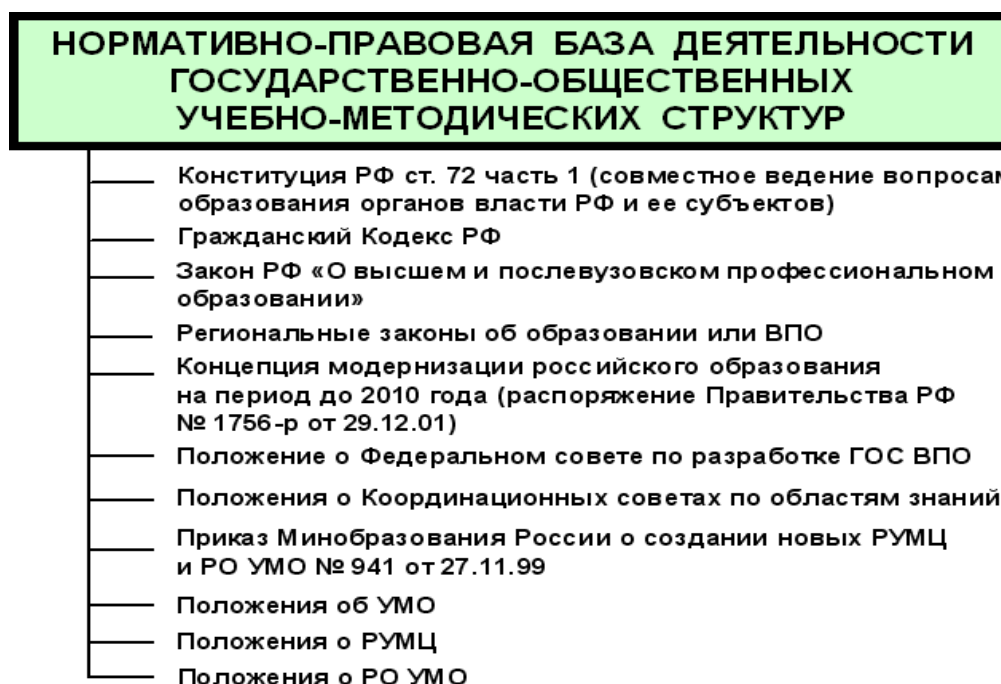 НОРМАТИВНО-ПРАВОВАЯ БАЗА ДЕЯТЕЛЬНОСТИ
ГОСУДАРСТВЕННО-ОБЩЕСТВЕННЫХ
УЧЕБНО-МЕТОДИЧЕСКИХ СТРУКТУР
Конституция РФ ст. 72 часть 1 (совместное ведение
образования органов власти РФ и ее субъектов)
Гражданский Кодекс РФ
Закон РФ «О высшем и послевузовском профессиональном
образовании»
Региональные законы об образовании или ВПО
Концепция модернизации российского образования
на период до 2010 года (распоряжение Правительства РФ
№ 1756-р от 29.12.01)
Положение о Федеральном совете по разработке ГОС ВПО
Положения о Координационных советах по областям знаний
Приказ Минобразования России о создании новых РУМЦ
и РО УМО № 941 от 27.11.99
Положения об УМО
Положения о РУМЦ
Положения о РО УМО